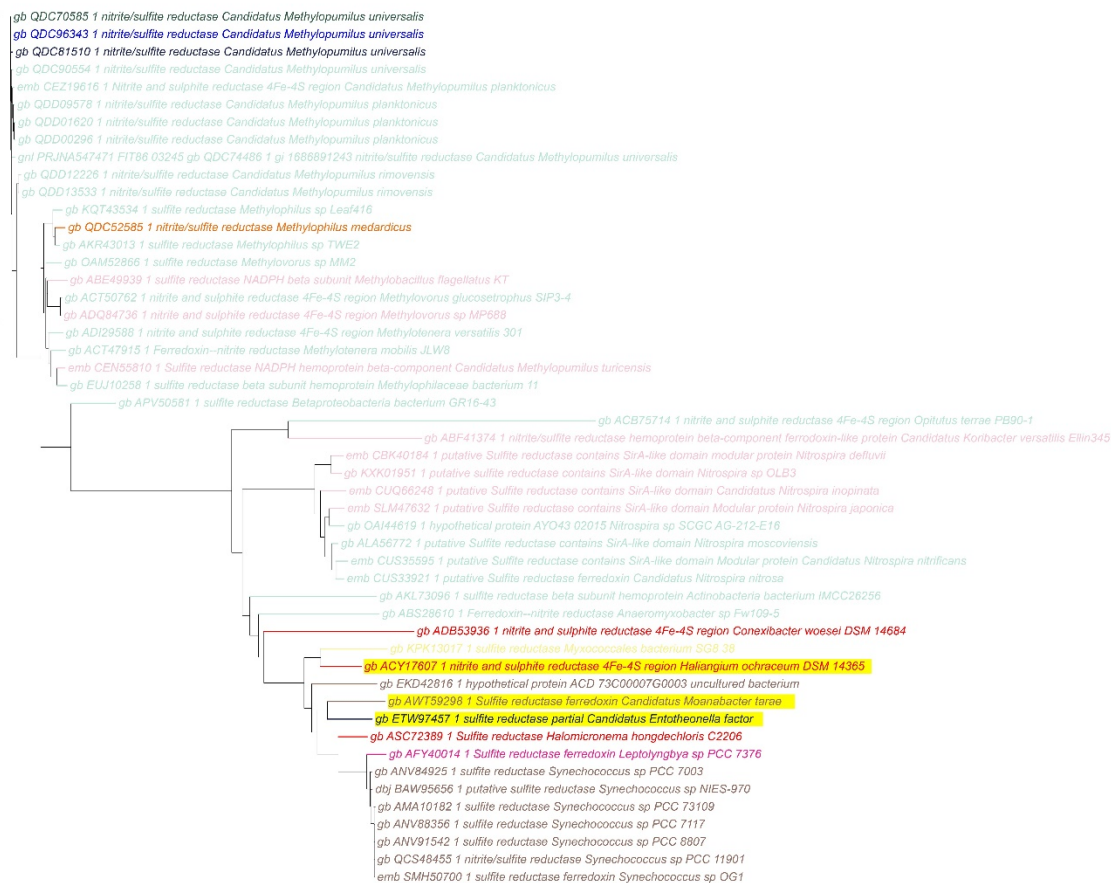 gb QDC70585 1 nitrite/sulfite reductase Candidatus Methylopumilus universalis
gb QDC96343 1 nitrite/sulfite reductase Candidatus Methylopumilus universalis
gb QDC81510 1 nitrite/sulfite reductase Candidatus Methylopumilus universalis
gb QDC90554 1 nitrite/sulfite reductase Candidatus Methylopumilus universalis
emb CEZ19616 1 Nitrite and sulphite reductase 4Fe-4S region Candidatus Methylopumilus planktonicus
gb QDD09578 1 nitrite/sulfite reductase Candidatus Methylopumilus planktonicus
gb QDD01620 1 nitrite/sulfite reductase Candidatus Methylopumilus planktonicus
gb QDD00296 1 nitrite/sulfite reductase Candidatus Methylopumilus planktonicus
gnl PRJNA547471 FIT86 03245 gb QDC74486 1 gi 1686691243 nitrite/sulfite reductase Candidatus Methylopumilus universalis
gb QDD12226 1 nitrite/sulfite reductase Candidatus Methylopumilus rimovensis
gb QDD13533 1 nitrite/sulfite reductase Candidatus Methylopumilus rimovensis
gb KQT43534 1 sulfite reductase Methylophilus sp Leaf416
gb QDC52585 1 nitrite/sulfite reductase Methylophilus medardicus
gb AKR43013 1 sulfite reductase Methylophilus sp TWE2
gb OAM52866 1 sulfite reductase Methylovorus sp MM2
gb ABE49939 1 sulfite reductase NADPH beta subunit Methylobacillus flagellatus KT
gb ACT50762 1 nitrite and sulphite reductase 4Fe-4S region Methylovorus glucosetrophus SIP3-4
gb ADQ84736 1 nitrite and sulphite reductase 4Fe-4S region Methylovorus sp MP688
gb ADI29588 1 nitrite and sulphite reductase 4Fe-4S region Methylotenera versatilis 301
gb ACT47915 1 Ferredoxin--nitrite reductase Methylotenera mobilis JLW8
emb CEN55810 1 Sulfite reductase NADPH hemoprotein beta-component Candidatus Methylopumilus turicensis
gb EUJ10258 1 sulfite reductase beta subunit hemoprotein Methylophilaceae bacterium 11
gb APV50581 1 sulfite reductase Betaproteobacteria bacterium GR16-43
gb ACB75714 1 nitrite and sulphite reductase 4Fe-4S region Opitutus terrae PB90-1
gb ABF41374 1 nitrite/sulfite reductase hemoprotein beta-component ferrodoxin-like protein Candidatus Koribacter versatilis Ellin345
emb CBK40184 1 putative Sulfite reductase contains SirA-like domain modular protein Nitrospira defluvii
gb KXK01951 1 putative Sulfite reductase contains SirA-like domain Nitrospira sp OLB3
emb CUQ66248 1 putative Sulfite reductase contains SirA-like domain Candidatus Nitrospira inopinata
emb SLM47632 1 putative Sulfite reductase contains SirA-like domain Modular protein Nitrospira japonica
gb OAI44619 1 hypothetical protein AYO43 02015 Nitrospira sp SCGC AG-212-E16
gb ALA56772 1 putative Sulfite reductase contains SirA-like domain Nitrospira moscoviensis
emb CUS35595 1 putative Sulfite reductase contains SirA-like domain Modular protein Candidatus Nitrospira nitrificans
emb CUS33921 1 putative Sulfite reductase ferredoxin Candidatus Nitrospira nitrosa
gb AKL73096 1 sulfite reductase beta subunit hemoprotein Actinobacteria bacterium IMCC26256
gb ABS28610 1 Ferredoxin--nitrite reductase Anaeromyxobacter sp Fw109-5
gb ADB53936 1 nitrite and sulphite reductase 4Fe-4S region Conexibacter woesei DSM 14684
gb KPK13017 1 sulfite reductase Myxococcales bacterium SG8 38
gb ACY17607 1 nitrite and sulphite reductase 4Fe-4S region Haliangium ochraceum DSM 14365
gb EKD42816 1 hypothetical protein ACD 73C00007G0003 uncultured bacterium
gb AWT59298 1 Sulfite reductase ferredoxin Candidatus Moanabacter tarae
gb ETW97457 1 sulfite reductase partial Candidatus Entotheonella factor
gb ASC72389 1 Sulfite reductase Halomicronema hongdechloris C2206
gb AFY40014 1 Sulfite reductase ferredoxin Leptolyngbya sp PCC 7376
gb ANV84925 1 sulfite reductase Synechococcus sp PCC 7003
dbj BAW95656 1 putative sulfite reductase Synechococcus sp NIES-970
gb AMA10182 1 sulfite reductase Synechococcus sp PCC 73109
gb ANV88356 1 sulfite reductase Synechococcus sp PCC 7117
gb ANV91542 1 sulfite reductase Synechococcus sp PCC 8807
gb QCS48455 1 nitrite/sulfite reductase Synechococcus sp PCC 11901
emb SMH50700 1 sulfite reductase ferredoxin Synechococcus sp OG1